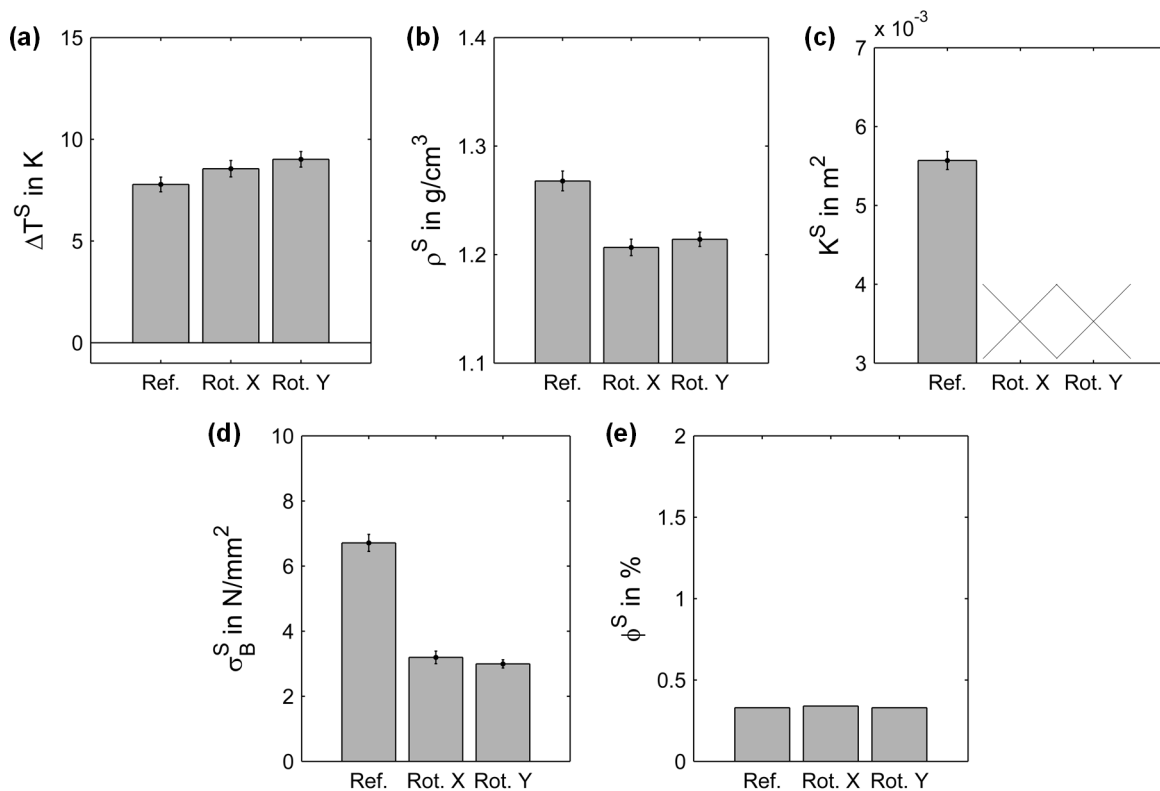 (a)
15
10
5
0
ΔT^S in K
Ref. Rot. X Rot. Y
(b)
1.4
1.3
1.2
1.1
ρ^S in g/cm^3
Ref. Rot. X Rot. Y
(c)
x 10^-3
7
6
5
4
3
K^S in m^2
Ref. Rot. X Rot. Y
(d)
10
8
6
4
2
0
σ_B^S in N/mm^2
Ref. Rot. X Rot. Y
(e)
2
1.5
1
0.5
0
ϕ^S in %
Ref. Rot. X Rot. Y